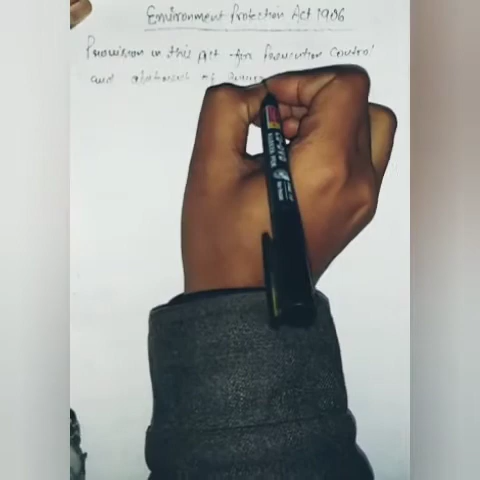 Environment Protection Act 1986
Provision in this Act for Prevention Control
and abatement of